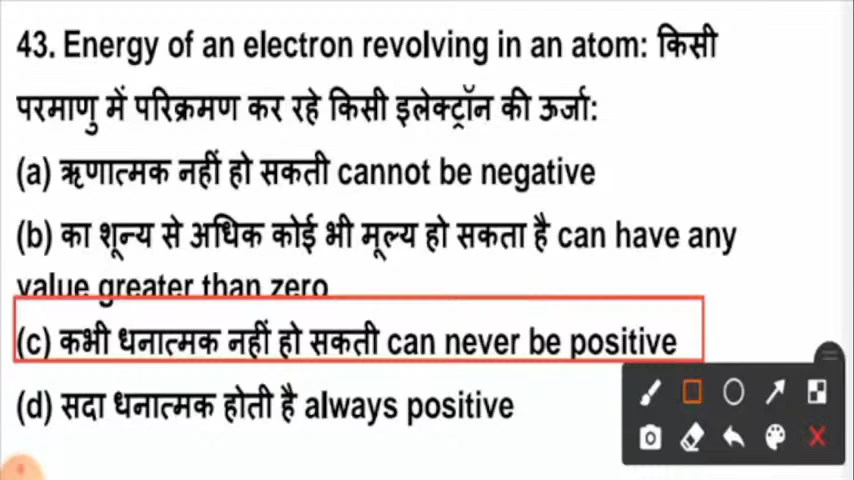 43. Energy of an electron revolving in an atom: किसी
परमाणु में परिक्रमण कर रहे किसी इलेक्ट्रॉन की ऊर्जा:
(a) ऋणात्मक नहीं हो सकती cannot be negative
(b) का शून्य से अधिक कोई भी मूल्य हो सकता है can have any
value greater than zero
(c) कभी धनात्मक नहीं हो सकती can never be positive
(d) सदा धनात्मक होती है always positive